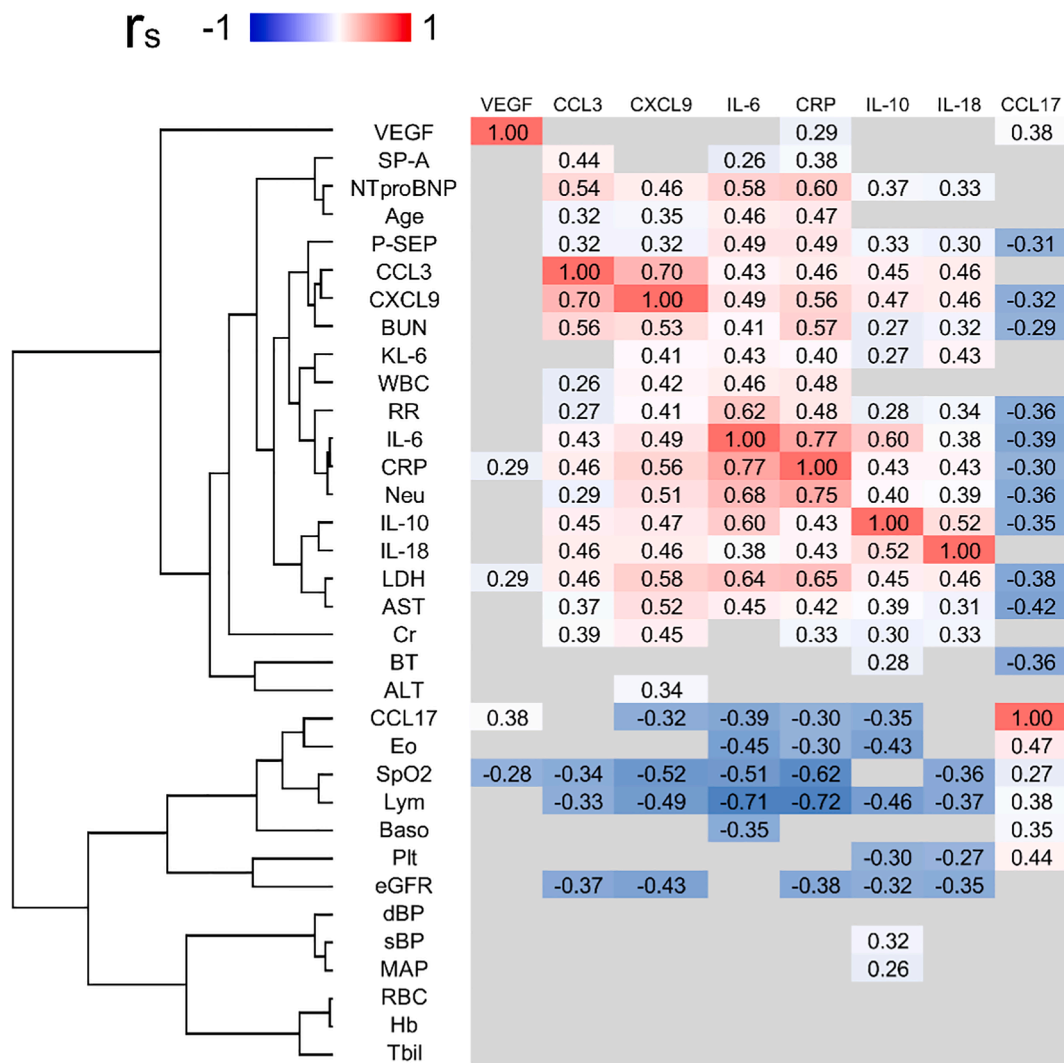 rs -1 1
VEGF CCL3 CXCL9 IL-6 CRP IL-10 IL-18 CCL17
VEGF 1.00 0.29 0.38
SP-A 0.44 0.26 0.38
NTproBNP 0.54 0.46 0.58 0.60 0.37 0.33
Age 0.32 0.35 0.46 0.47
P-SEP 0.32 0.32 0.49 0.49 0.33 0.30 -0.31
CCL3 1.00 0.70 0.43 0.46 0.45 0.46
CXCL9 0.70 1.00 0.49 0.56 0.47 0.46 -0.32
BUN 0.56 0.53 0.41 0.57 0.27 0.32 -0.29
KL-6 0.41 0.43 0.40 0.27 0.43
WBC 0.26 0.42 0.46 0.48
RR 0.27 0.41 0.62 0.48 0.28 0.34 -0.36
IL-6 0.43 0.49 1.00 0.77 0.60 0.38 -0.39
CRP 0.29 0.46 0.56 0.77 1.00 0.43 0.43 -0.30
Neu 0.29 0.51 0.68 0.75 0.40 0.39 -0.36
IL-10 0.45 0.47 0.60 0.43 1.00 0.52 -0.35
IL-18 0.46 0.46 0.38 0.43 0.52 1.00
LDH 0.29 0.46 0.58 0.64 0.65 0.45 0.46 -0.38
AST 0.37 0.52 0.45 0.42 0.39 0.31 -0.42
Cr 0.39 0.45 0.33 0.30 0.33
BT 0.28 -0.36
ALT 0.34
CCL17 0.38 -0.32 -0.39 -0.30 -0.35 1.00
Eo -0.45 -0.30 -0.43 0.47
SpO2 -0.28 -0.34 -0.52 -0.51 -0.62 -0.36 0.27
Lym -0.33 -0.49 -0.71 -0.72 -0.46 -0.37 0.38
Baso -0.35 0.35
Plt -0.30 -0.27 0.44
eGFR -0.37 -0.43 -0.38 -0.32 -0.35
dBP
sBP 0.32
MAP 0.26
RBC
Hb
Tbil